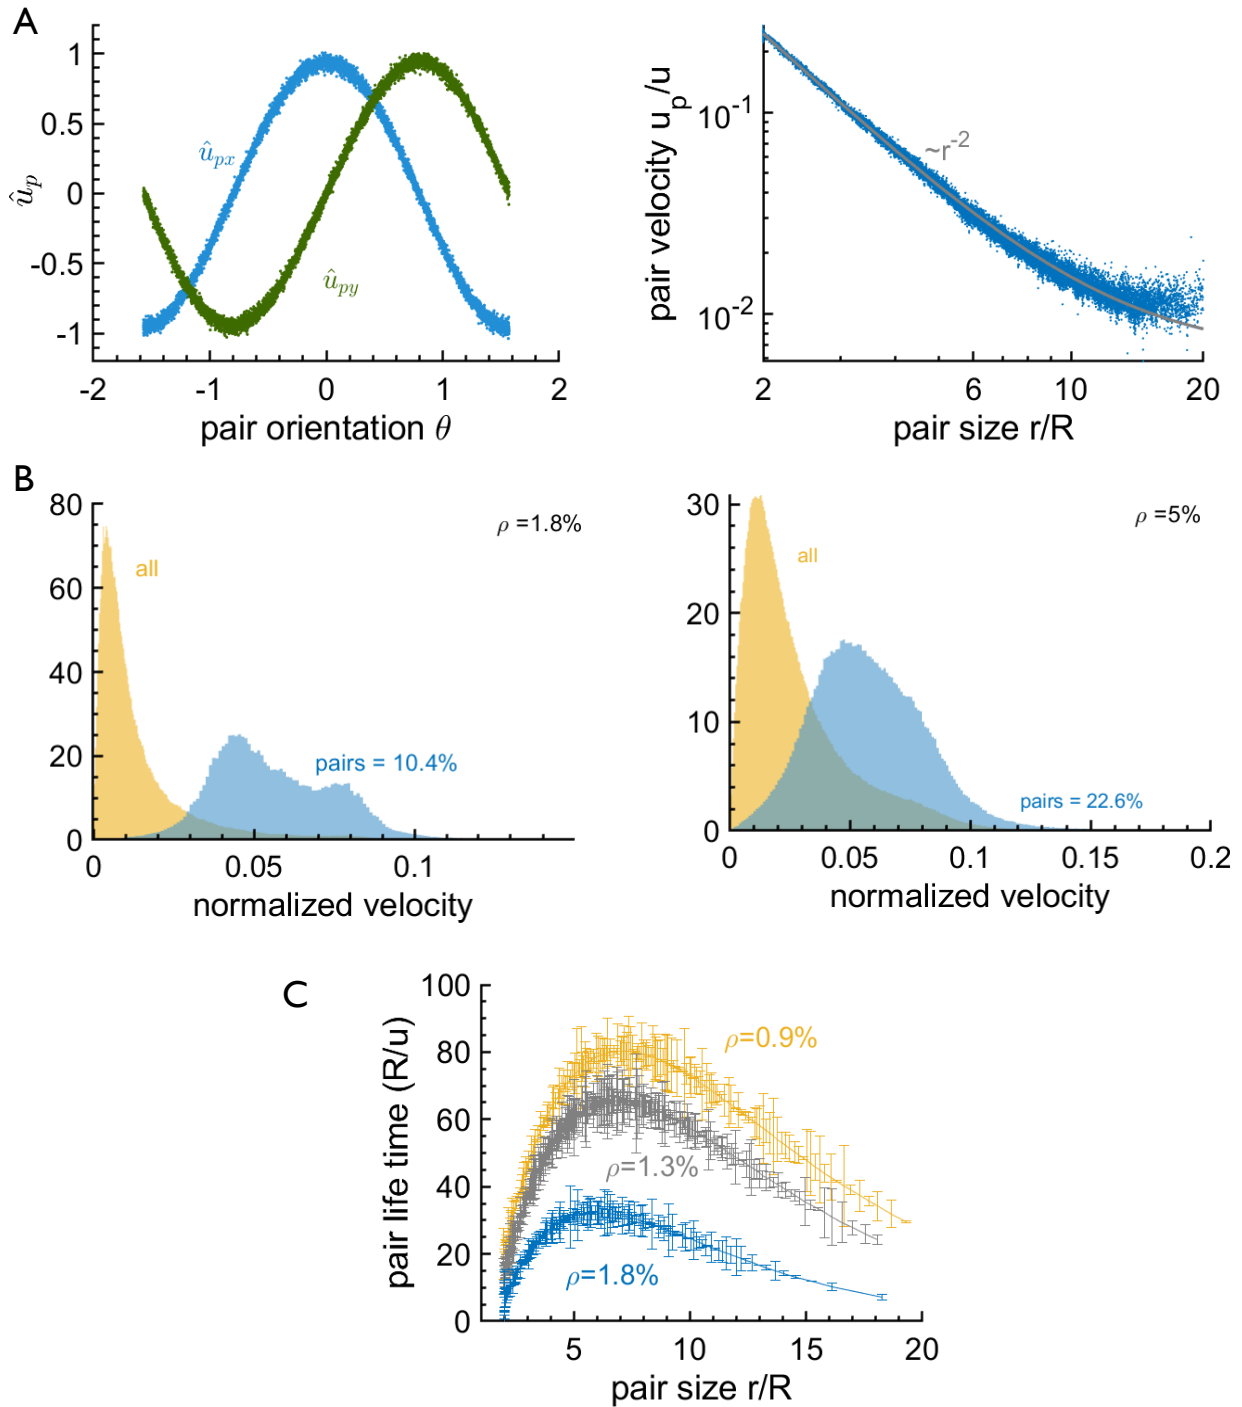 A
1
0.5
0
-0.5
-1
û_p
û_px
û_py
-2 -1 0 1 2
pair orientation θ
pair velocity u_p/u
10^-1
10^-2
~r^-2
2 6 10 20
pair size r/R
B
80
60
40
20
0
all
ρ =1.8%
pairs = 10.4%
0 0.05 0.1
normalized velocity
30
20
10
0
all
ρ =5%
pairs = 22.6%
0 0.05 0.1 0.15 0.2
normalized velocity
C
pair life time (R/u)
100
80
60
40
20
0
ρ=0.9%
ρ=1.3%
ρ=1.8%
5 10 15 20
pair size r/R